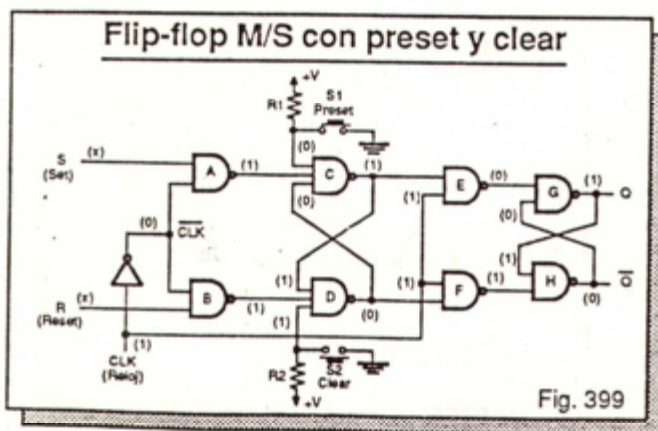 Flip-flop M/S con preset y clear
+V
R1
S1
Preset
(0)
S
(Set)
(x)
A
(1)
C
(1)
(0)
E
(0)
G
(1)
Q
(1)
(0)
(0)
CLK
R
(Reset)
(x)
B
(1)
(1)
D
(0)
(1)
(1)
F
(1)
(1)
H
(0)
Q
(1)
CLK
(Reloj)
R2
S2
Clear
+V
Fig. 399